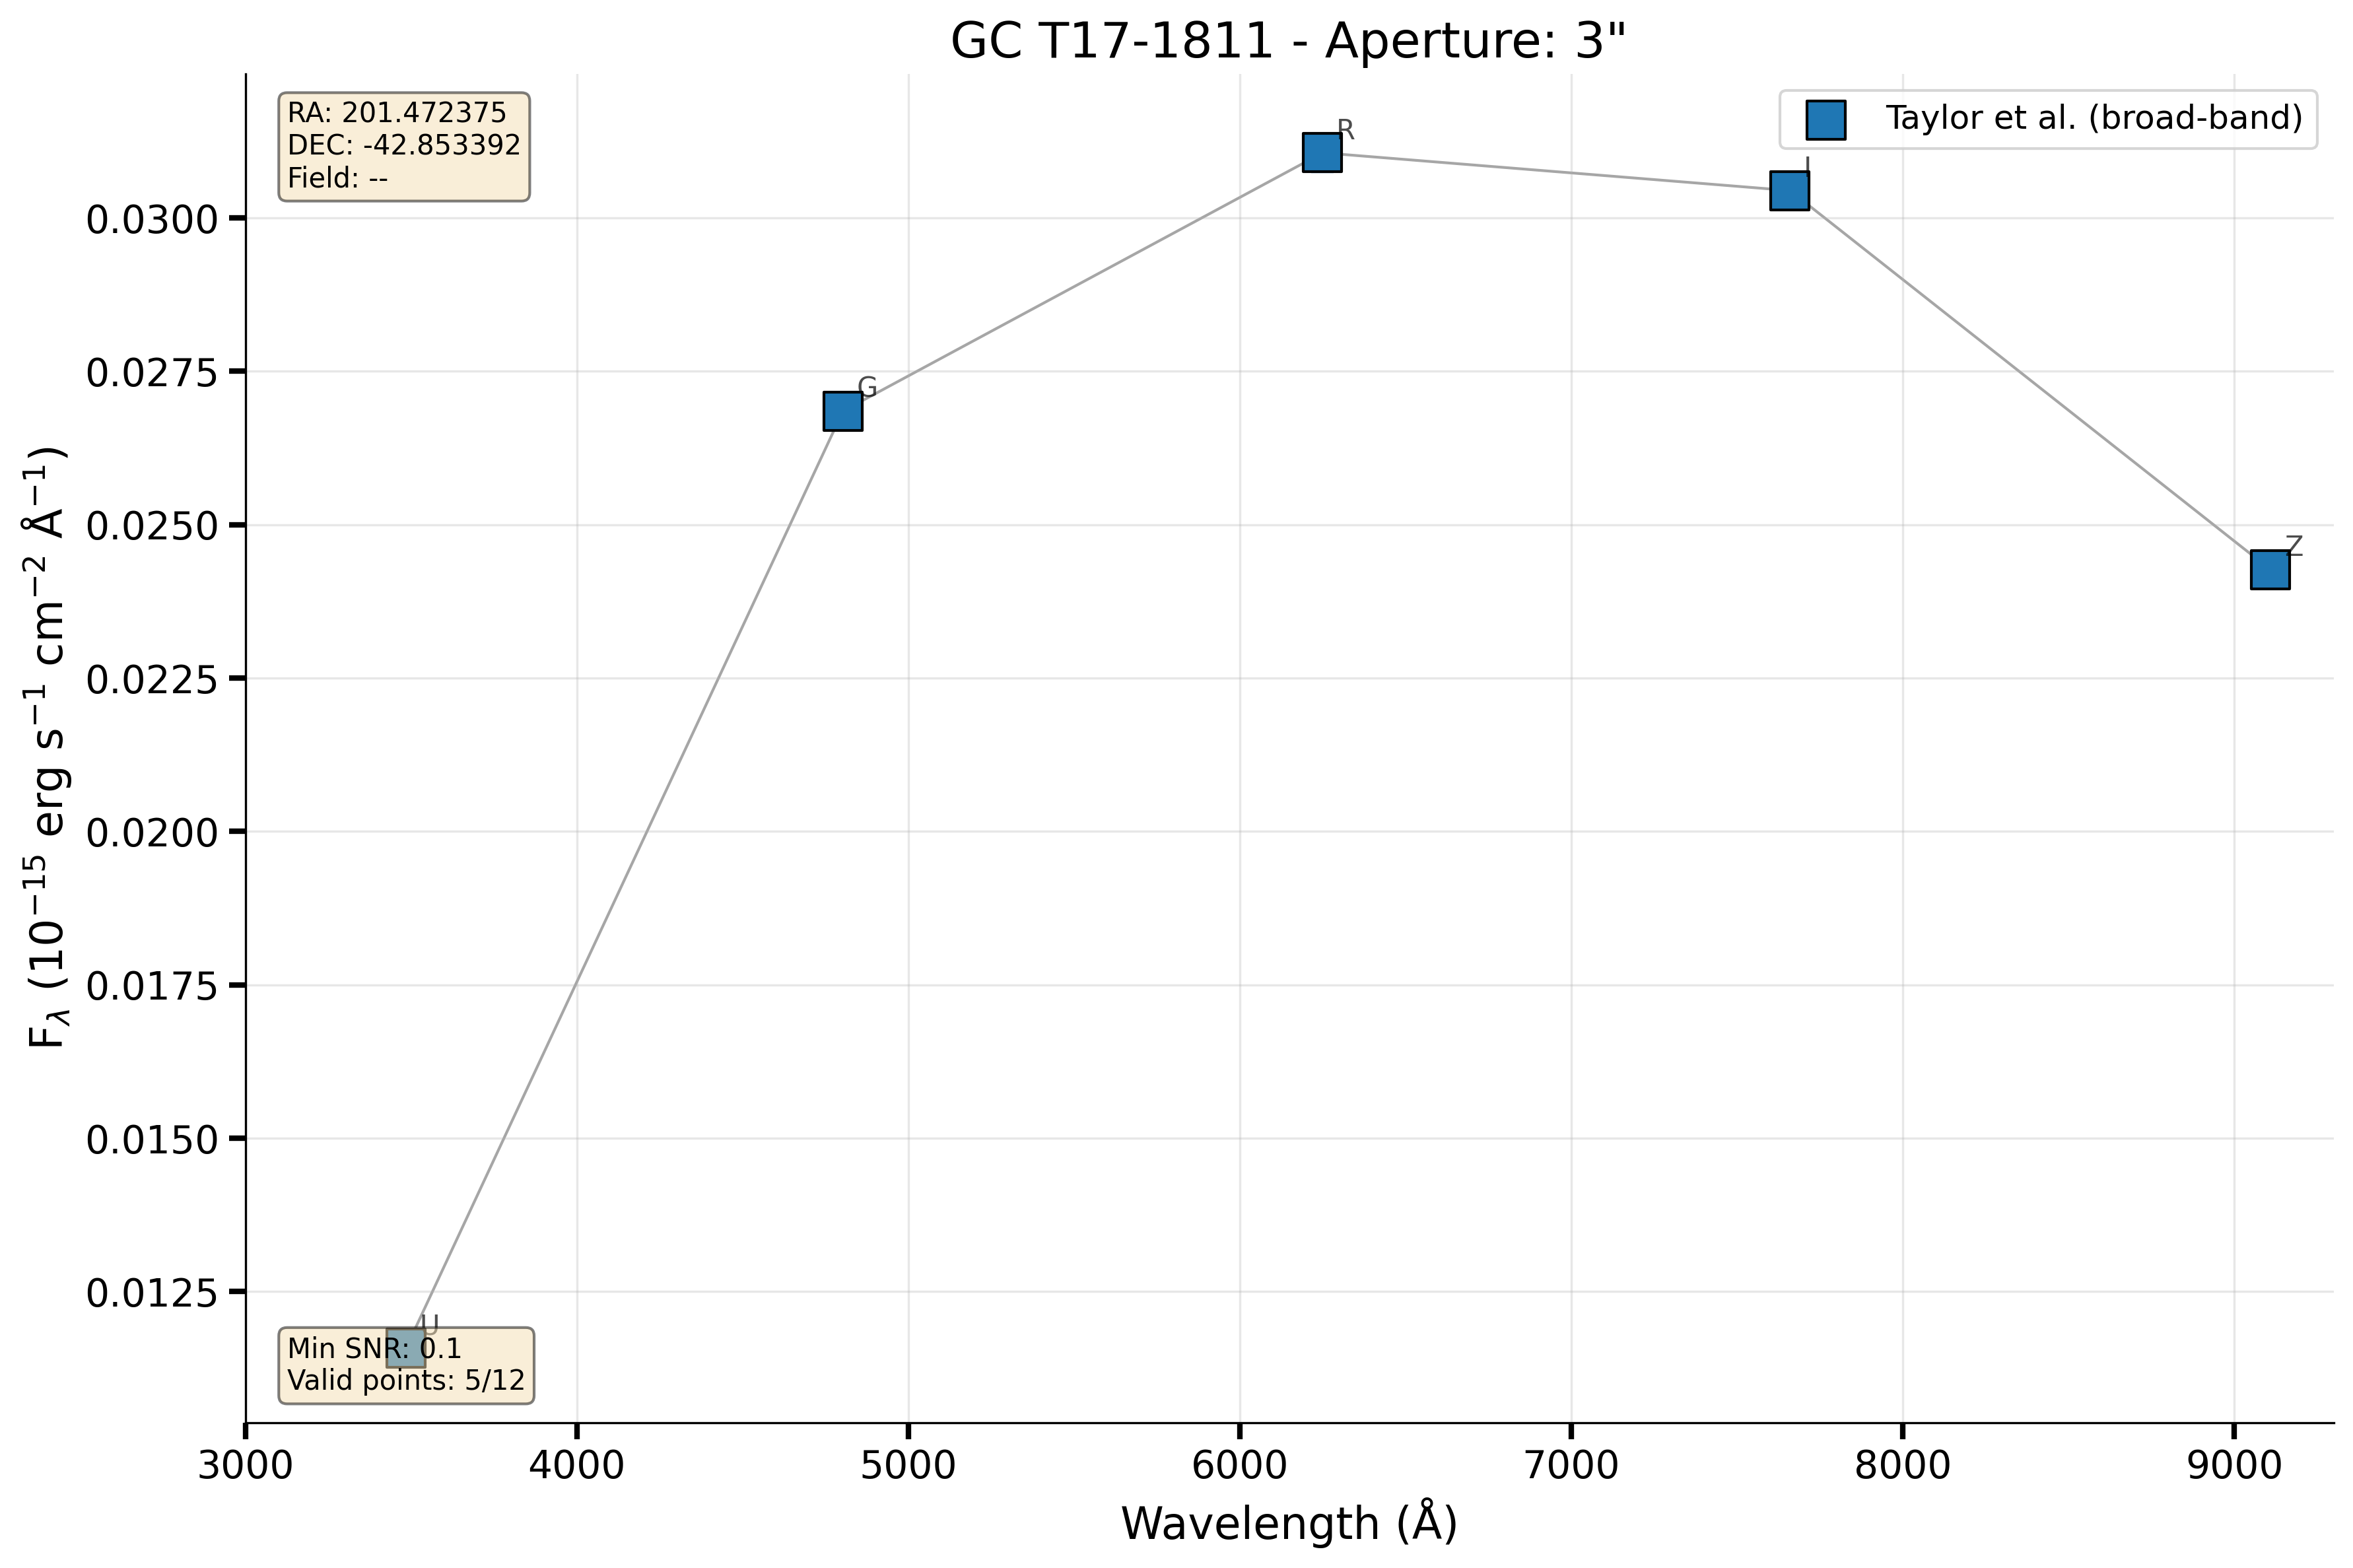 GC T17-1811 - Aperture: 3"
RA: 201.472375
DEC: -42.853392
Field: --
Taylor et al. (broad-band)
R
I
G
Z
U
Min SNR: 0.1
Valid points: 5/12
0.0300
0.0275
0.0250
0.0225
0.0200
0.0175
0.0150
0.0125
F_λ (10⁻¹⁵ erg s⁻¹ cm⁻² Å⁻¹)
3000 4000 5000 6000 7000 8000 9000
Wavelength (Å)